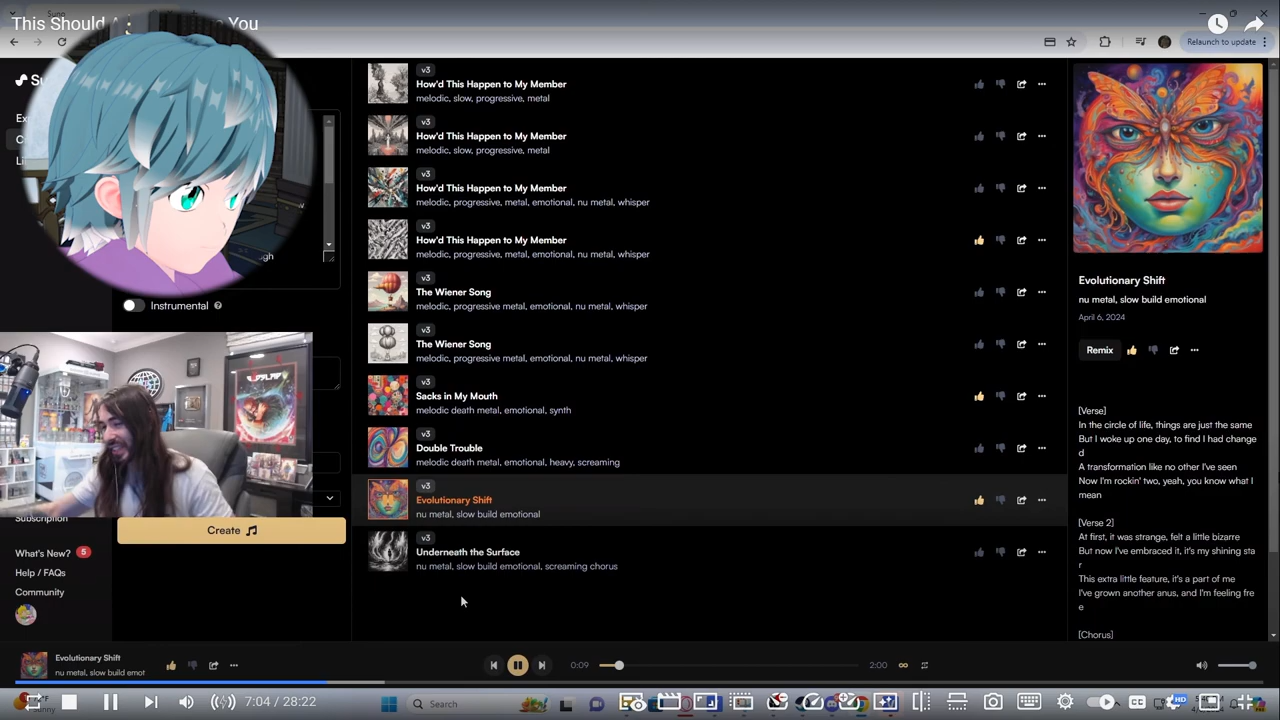 This Should
You
Relaunch to update
v3
How'd This Happen to My Member
melodic, slow, progressive, metal
v3
How'd This Happen to My Member
melodic, slow, progressive, metal
v3
How'd This Happen to My Member
melodic, progressive, metal, emotional, nu metal, whisper
v3
How'd This Happen to My Member
melodic, progressive, metal, emotional, nu metal, whisper
v3
The Wiener Song
melodic, progressive metal, emotional, nu metal, whisper
v3
The Wiener Song
melodic, progressive metal, emotional, nu metal, whisper
v3
Sacks in My Mouth
melodic death metal, emotional, synth
v3
Double Trouble
melodic death metal, emotional, heavy, screaming
v3
Evolutionary Shift
nu metal, slow build emotional
v3
Underneath the Surface
nu metal, slow build emotional, screaming chorus
Instrumental
Create
Subscription
What's New? 5
Help / FAQs
Community
Evolutionary Shift
nu metal, slow build emotional
April 6, 2024
Remix
[Verse]
In the circle of life, things are just the same
But I woke up one day, to find I had change
d
A transformation like no other I've seen
Now I'm rockin' two, yeah, you know what I
mean
[Verse 2]
At first, it was strange, felt a little bizarre
But now I've embraced it, it's my shining sta
r
This extra little feature, it's a part of me
I've grown another anus, and I'm feeling fre
e
[Chorus]
Evolutionary Shift
nu metal, slow build emot
0:09
2:00
7:04 / 28:22
Search
CC
HD